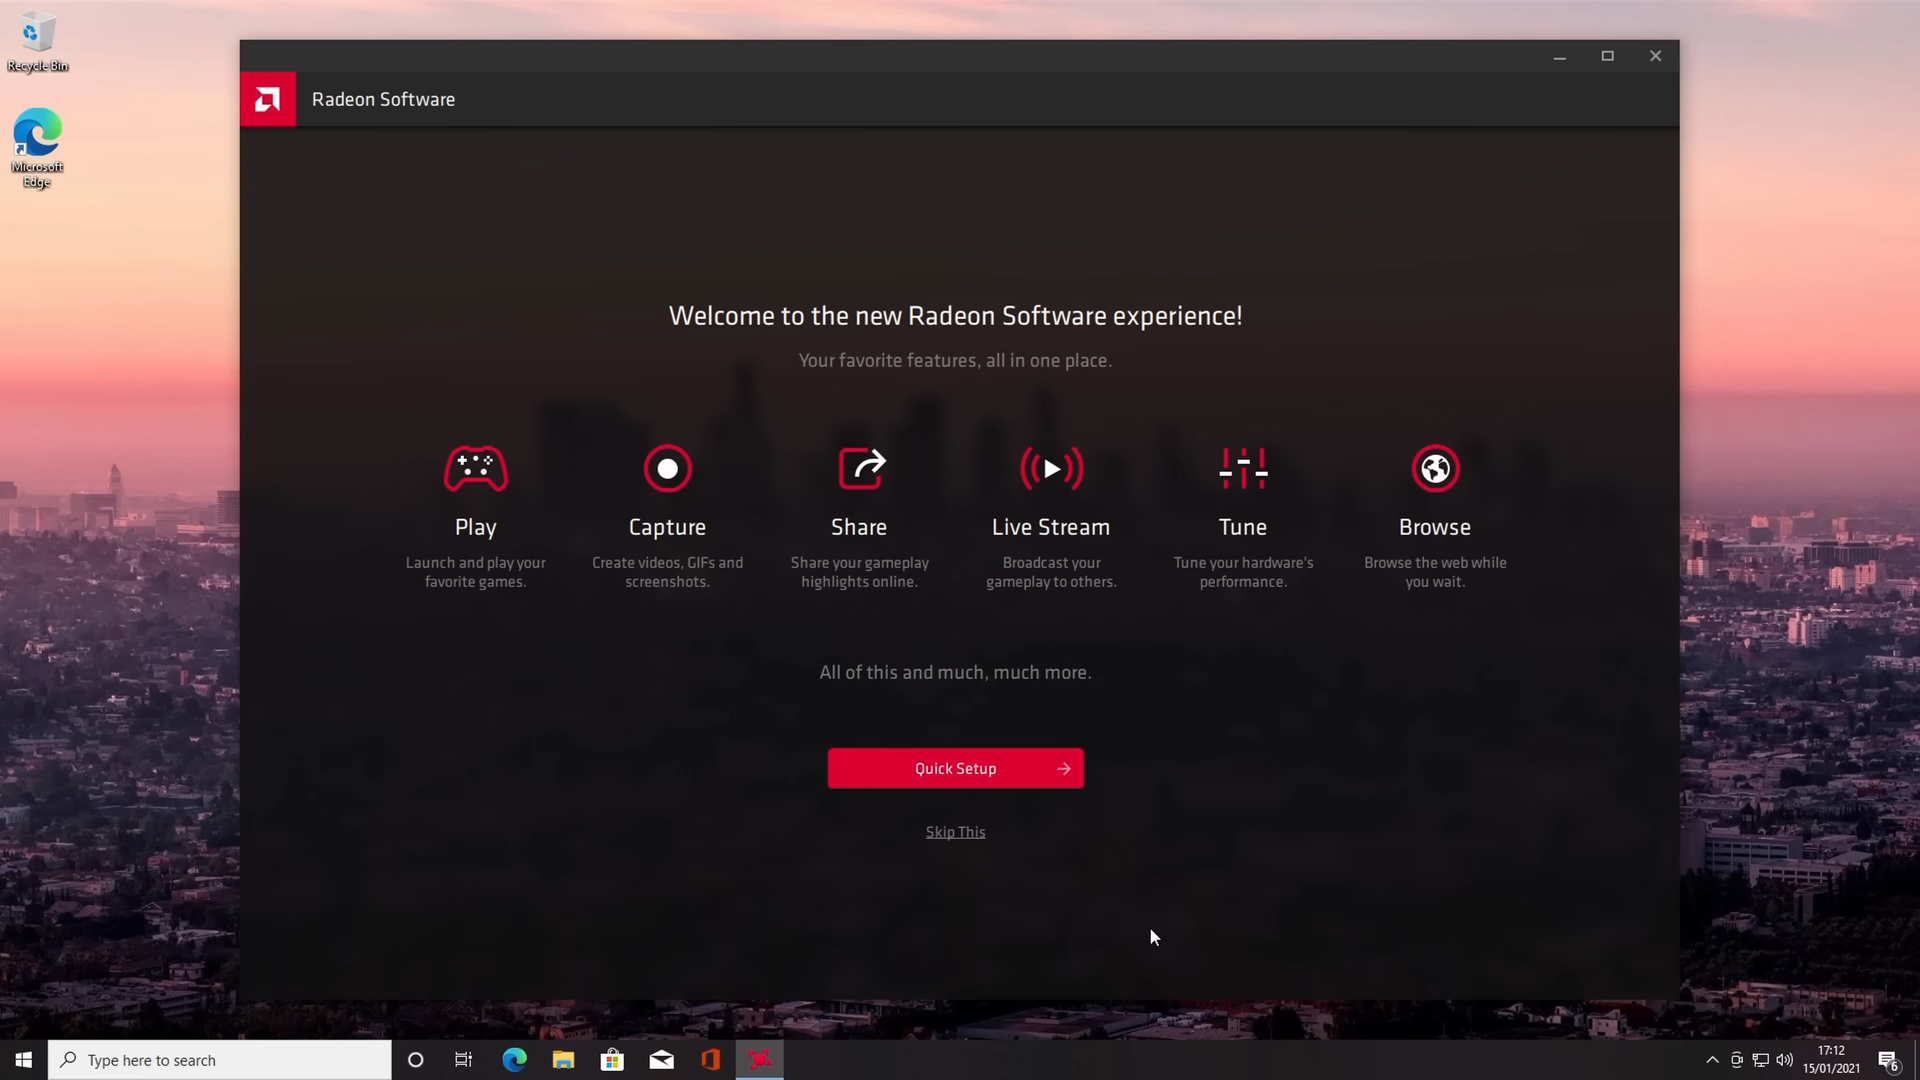 Recycle Bin
Microsoft
Edge
Radeon Software
Welcome to the new Radeon Software experience!
Your favorite features, all in one place.
Play
Launch and play your
favorite games.
Capture
Create videos, GIFs and
screenshots.
Share
Share your gameplay
highlights online.
Live Stream
Broadcast your
gameplay to others.
Tune
Tune your hardware's
performance.
Browse
Browse the web while
you wait.
All of this and much, much more.
Quick Setup
Skip This
Type here to search
17:12
15/01/2021
6